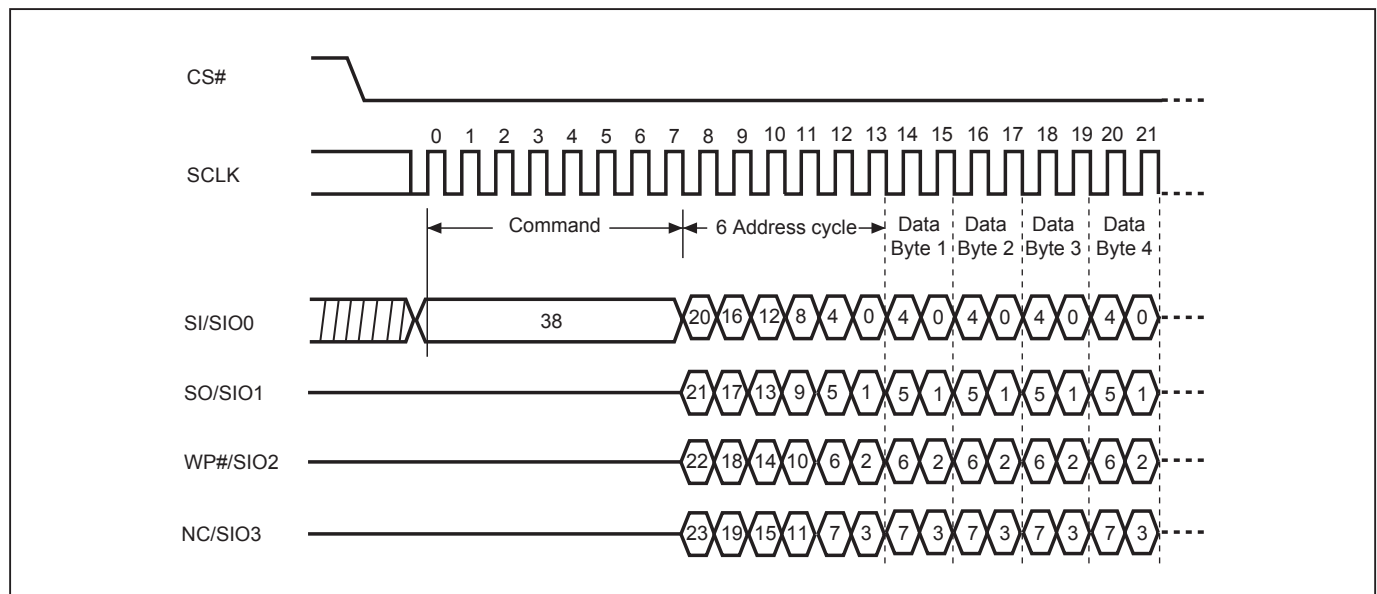 CS#
0 1 2 3 4 5 6 7 8 9 10 11 12 13 14 15 16 17 18 19 20 21
SCLK
Command 6 Address cycle Data Data Data Data
Byte 1 Byte 2 Byte 3 Byte 4
SI/SIO0 38 20 16 12 8 4 0 4 0 4 0 4 0 4 0
SO/SIO1 21 17 13 9 5 1 5 1 5 1 5 1 5 1
WP#/SIO2 22 18 14 10 6 2 6 2 6 2 6 2 6 2
NC/SIO3 23 19 15 11 7 3 7 3 7 3 7 3 7 3